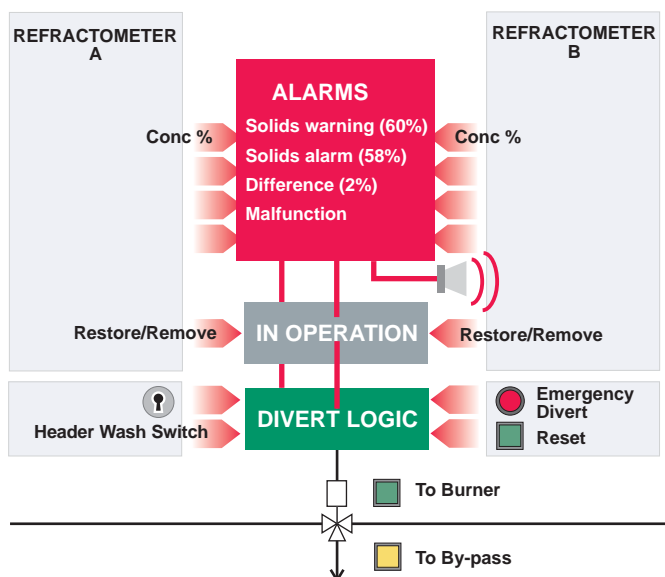 REFRACTOMETER
A
REFRACTOMETER
B
ALARMS
Solids warning (60%)
Solids alarm (58%)
Difference (2%)
Malfunction
Conc %
Conc %
Restore/Remove
IN OPERATION
Restore/Remove
Header Wash Switch
DIVERT LOGIC
Emergency
Divert
Reset
To Burner
To By-pass